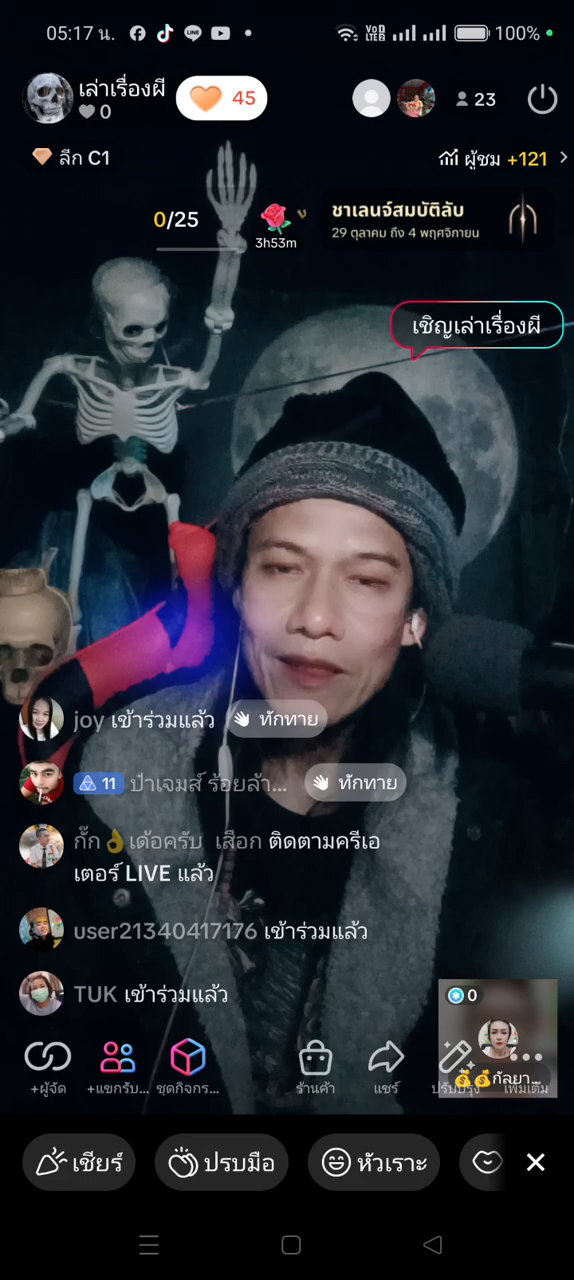 05:17 น.
VoD LTE2
100%
เล่าเรื่องผี
0
45
23
ลีก C1
ผู้ชม +121
0/25
3h53m
ชาเลนจ์สมบัติลับ
29 ตุลาคม ถึง 4 พฤศจิกายน
เชิญเล่าเรื่องผี
joy เข้าร่วมแล้ว
ทักทาย
11 ป๋าเจมส์ ร้อยล้า...
ทักทาย
กิ๊ก👌เด้อครับ เสือก ติดตามครีเอ
เตอร์ LIVE แล้ว
user21340417176 เข้าร่วมแล้ว
TUK เข้าร่วมแล้ว
0
💰💰กัลยา...
+ผู้จัด
+แขกรับ...
ชุดกิจกร...
ร้านค้า
แชร์
ปรับปรุง
เพิ่มเติม
เชียร์
ปรบมือ
หัวเราะ